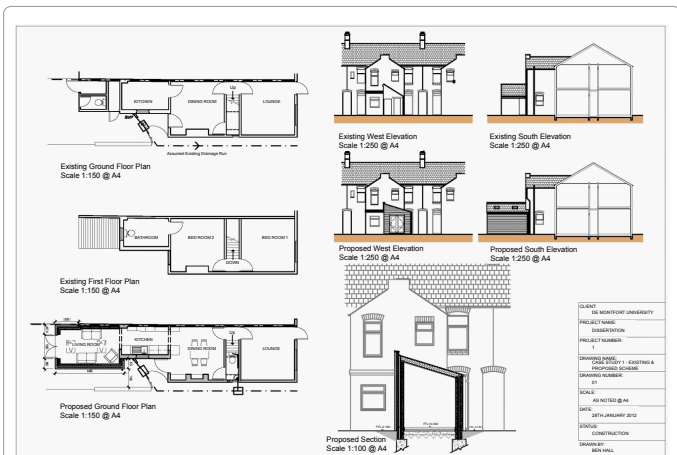 KITCHEN
DINING ROOM
Up
LOUNGE
Assumed Existing Drainage Run
Existing Ground Floor Plan
Scale 1:150 @ A4
BATHROOM
BED ROOM 2
DOWN
BED ROOM 1
Existing First Floor Plan
Scale 1:150 @ A4
LIVING ROOM
KITCHEN
DINING ROOM
Up
LOUNGE
Proposed Ground Floor Plan
Scale 1:150 @ A4
Existing West Elevation
Scale 1:250 @ A4
Existing South Elevation
Scale 1:250 @ A4
Proposed West Elevation
Scale 1:250 @ A4
Proposed South Elevation
Scale 1:250 @ A4
Proposed Section
Scale 1:100 @ A4
CLIENT
DE MONTFORT UNIVERSITY
PROJECT NAME:
DISSERTATION
PROJECT NUMBER:
1
DRAWING NAME:
CASE STUDY 1 - EXISTING &
PROPOSED SCHEME
DRAWING NUMBER:
01
SCALE:
AS NOTED @ A4
DATE:
28TH JANUARY 2012
STATUS:
CONSTRUCTION
DRAWN BY:
BEN HALL